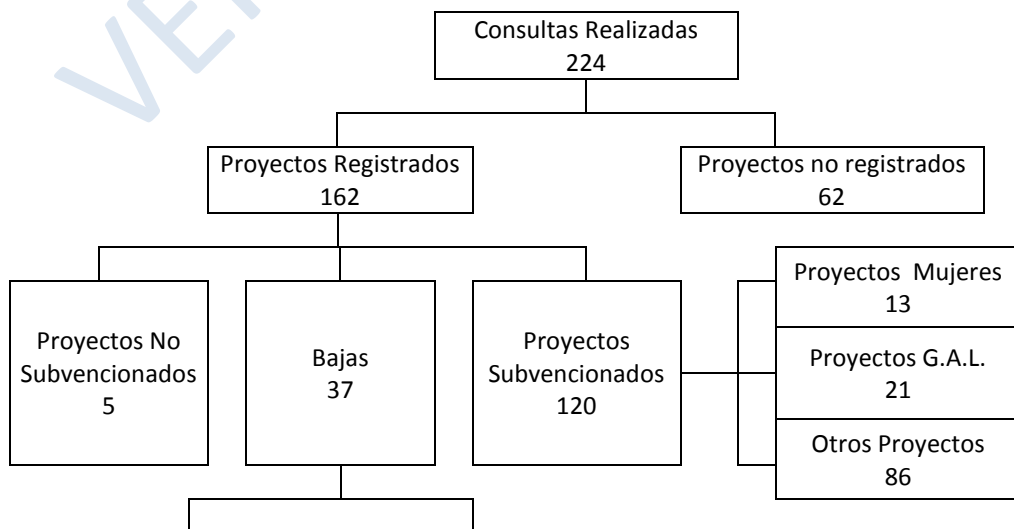 Consultas Realizadas
224
Proyectos Registrados
162
Proyectos no registrados
62
Proyectos No
Subvencionados
5
Bajas
37
Proyectos
Subvencionados
120
Proyectos Mujeres
13
Proyectos G.A.L.
21
Otros Proyectos
86